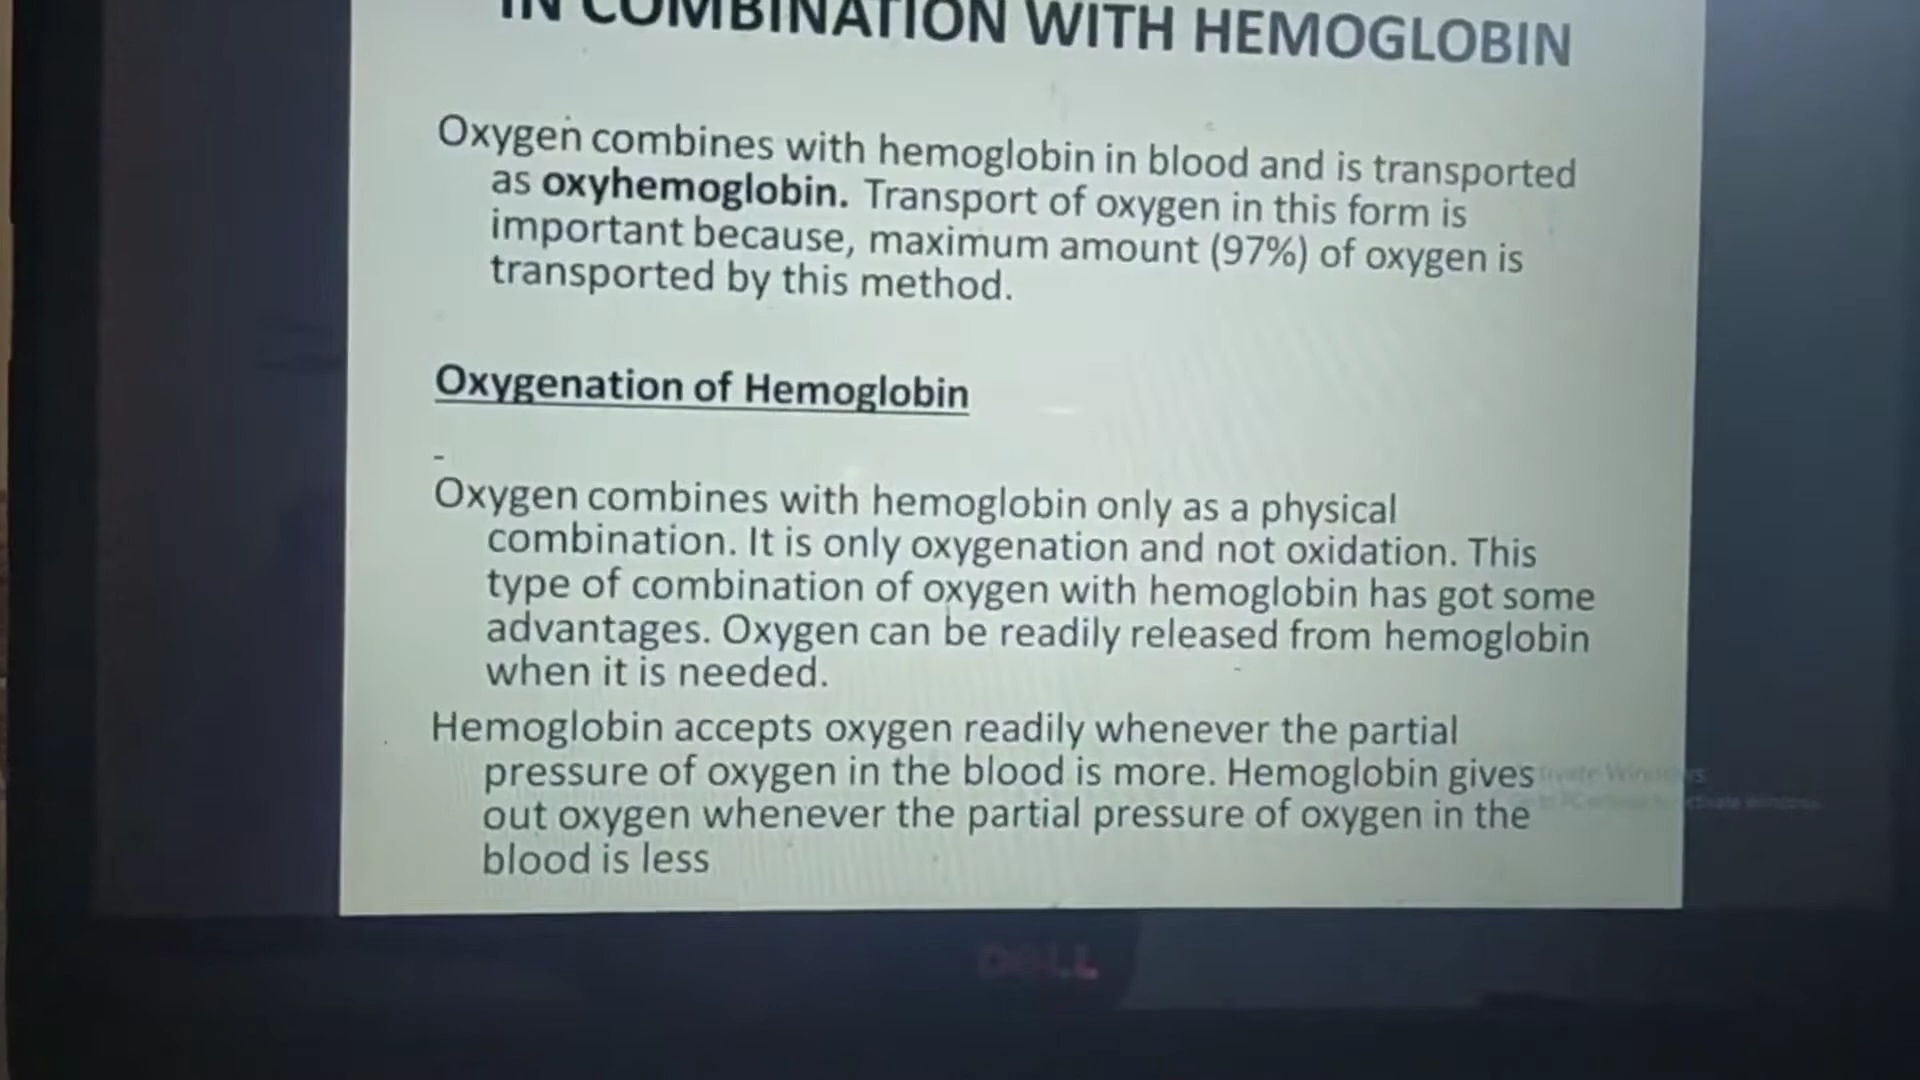 IN COMBINATION WITH HEMOGLOBIN
Oxygen combines with hemoglobin in blood and is transported
as oxyhemoglobin. Transport of oxygen in this form is
important because, maximum amount (97%) of oxygen is
transported by this method.
Oxygenation of Hemoglobin
-
Oxygen combines with hemoglobin only as a physical
combination. It is only oxygenation and not oxidation. This
type of combination of oxygen with hemoglobin has got some
advantages. Oxygen can be readily released from hemoglobin
when it is needed.
Hemoglobin accepts oxygen readily whenever the partial
pressure of oxygen in the blood is more. Hemoglobin gives
out oxygen whenever the partial pressure of oxygen in the
blood is less
DELL